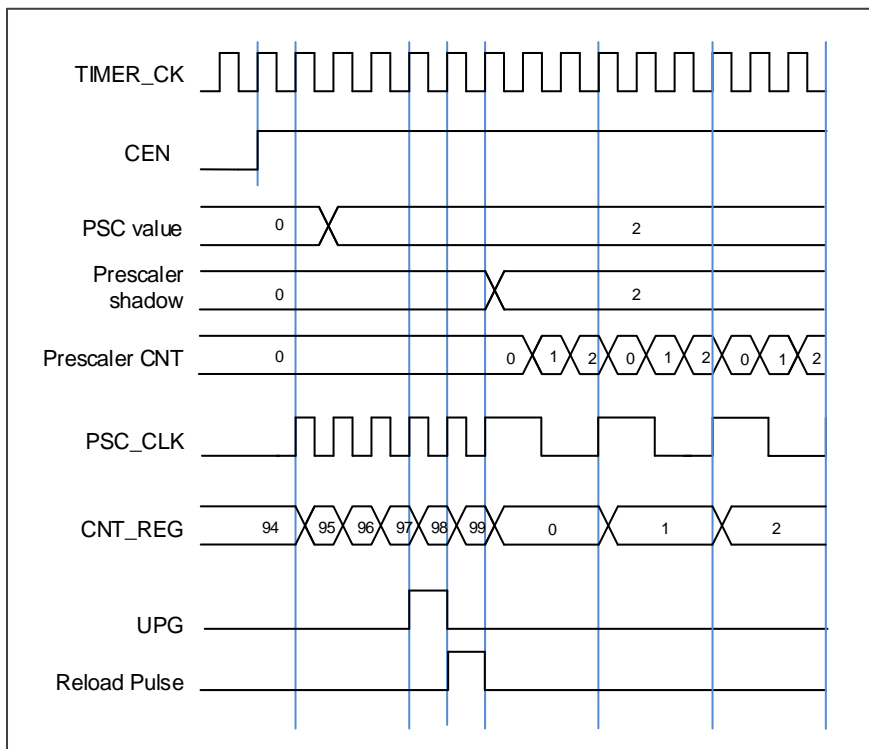 TIMER_CK
CEN
PSC value 0 2
Prescaler
shadow 0 2
Prescaler CNT 0 0 1 2 0 1 2 0 1 2
PSC_CLK
CNT_REG 94 95 96 97 98 99 0 1 2
UPG
Reload Pulse